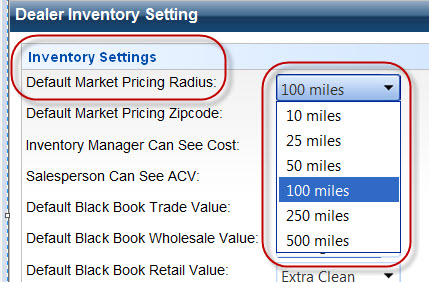 Dealer Inventory Setting
Inventory Settings
Default Market Pricing Radius: 100 miles
Default Market Pricing Zipcode: 10 miles
Inventory Manager Can See Cost: 25 miles
50 miles
Salesperson Can See ACV: 100 miles
Default Black Book Trade Value: 250 miles
Default Black Book Wholesale Value: 500 miles
Default Black Book Retail Value: Extra Clean